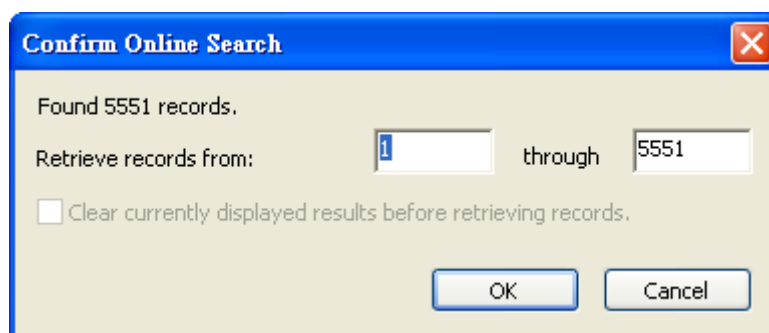 Confirm Online Search
Found 5551 records.
Retrieve records from: 1 through 5551
Clear currently displayed results before retrieving records.
OK Cancel